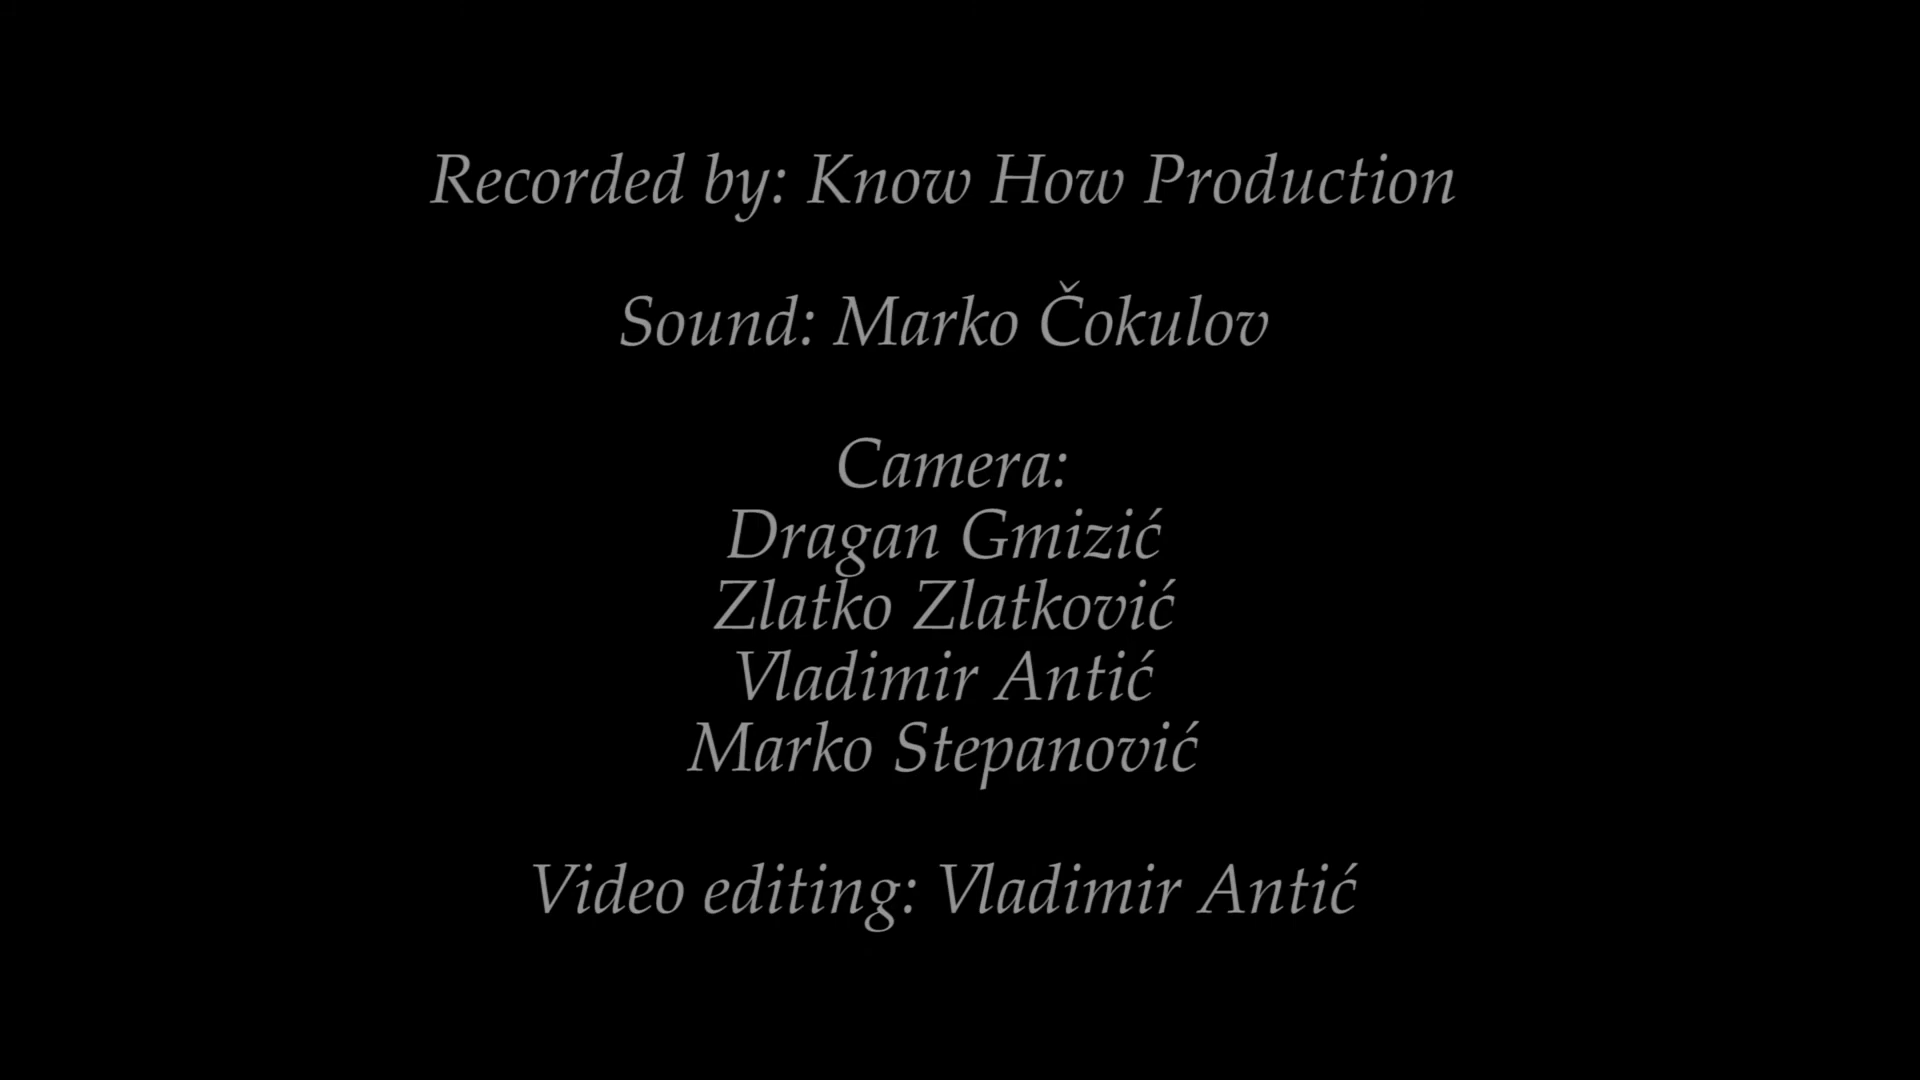 Recorded by: Know How Production
Sound: Marko Čokulov
Camera:
Dragan Gmizić
Zlatko Zlatković
Vladimir Antić
Marko Stepanović
Video editing: Vladimir Antić